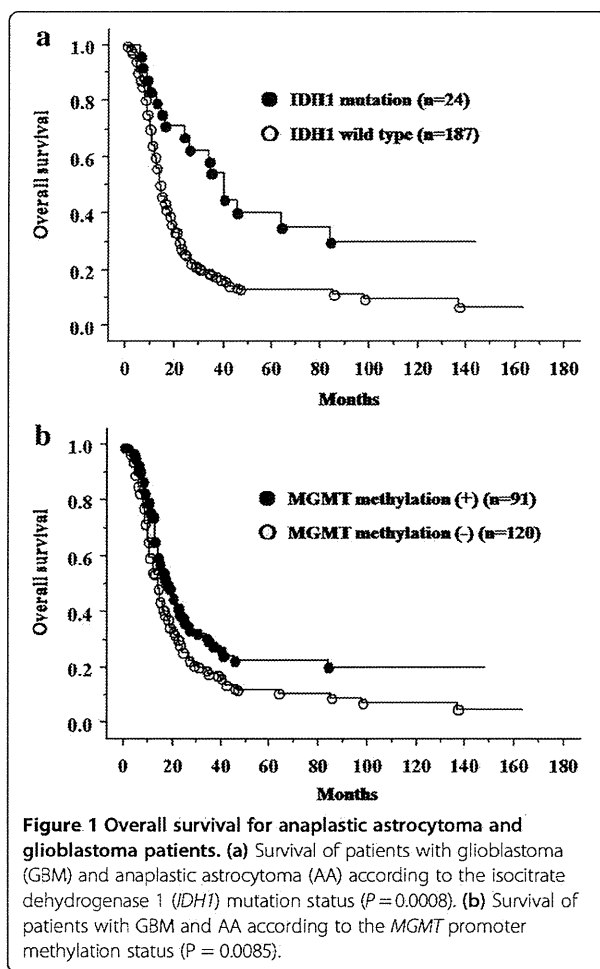 a
1.0
0.8
0.6
0.4
0.2
0.0
Overall survival
IDH1 mutation (n=24)
IDH1 wild type (n=187)
0 20 40 60 80 100 120 140 160 180
Months
b
1.0
0.8
0.6
0.4
0.2
0.0
Overall survival
MGMT methylation (+) (n=91)
MGMT methylation (-) (n=120)
0 20 40 60 80 100 120 140 160 180
Months
Figure 1 Overall survival for anaplastic astrocytoma and
glioblastoma patients. (a) Survival of patients with glioblastoma
(GBM) and anaplastic astrocytoma (AA) according to the isocitrate
dehydrogenase 1 (IDH1) mutation status (P = 0.0008). (b) Survival of
patients with GBM and AA according to the MGMT promoter
methylation status (P = 0.0085).